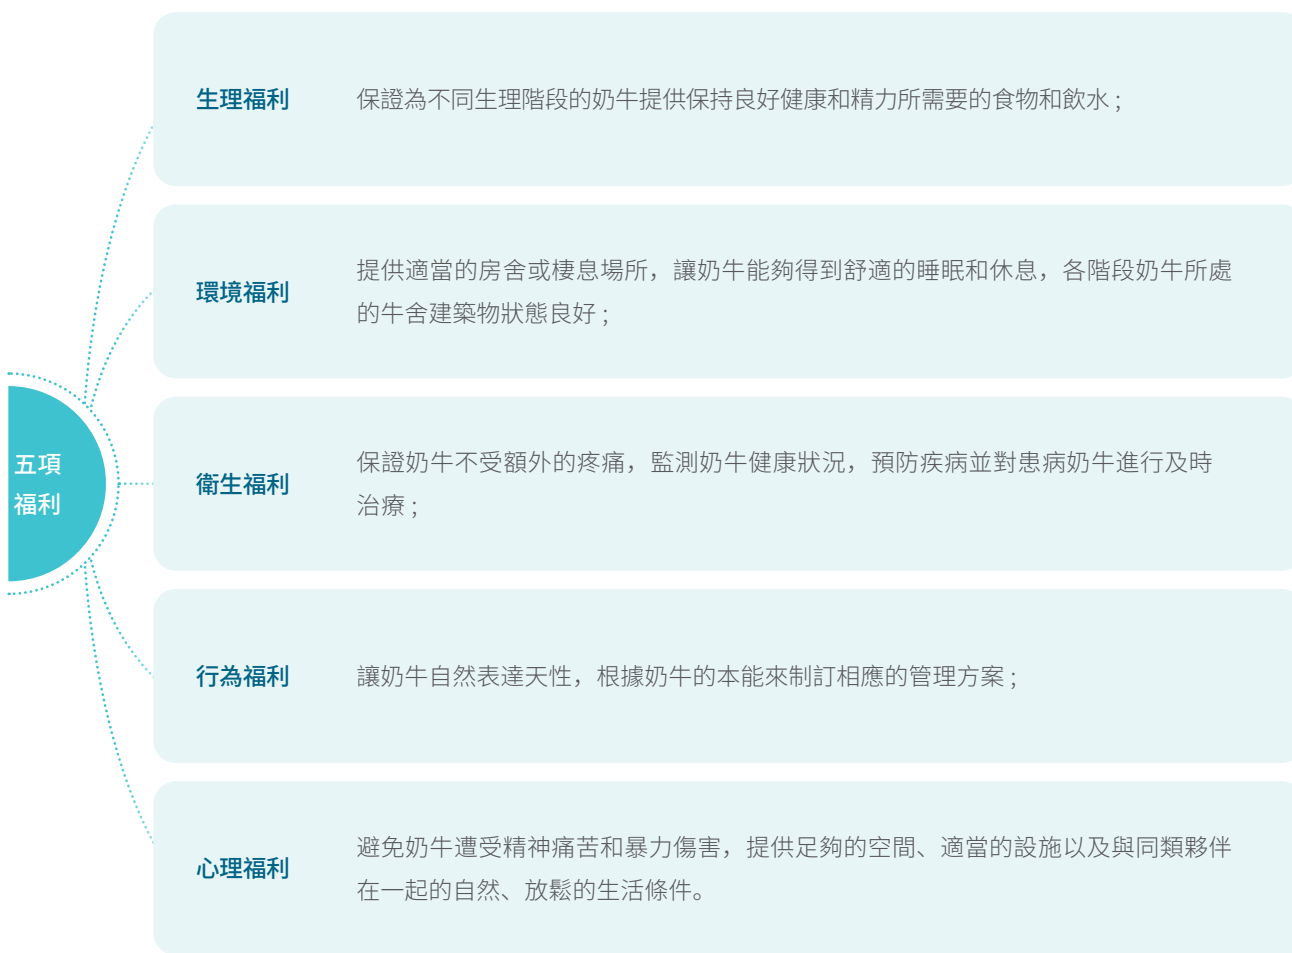 五項
福利
生理福利
保證為不同生理階段的奶牛提供保持良好健康和精力所需要的食物和飲水；
環境福利
提供適當的房舍或棲息場所，讓奶牛能夠得到舒適的睡眠和休息，各階段奶牛所處
的牛舍建築物狀態良好；
衛生福利
保證奶牛不受額外的疼痛，監測奶牛健康狀況，預防疾病並對患病奶牛進行及時
治療；
行為福利
讓奶牛自然表達天性，根據奶牛的本能來制訂相應的管理方案；
心理福利
避免奶牛遭受精神痛苦和暴力傷害，提供足夠的空間、適當的設施以及與同類夥伴
在一起的自然、放鬆的生活條件。